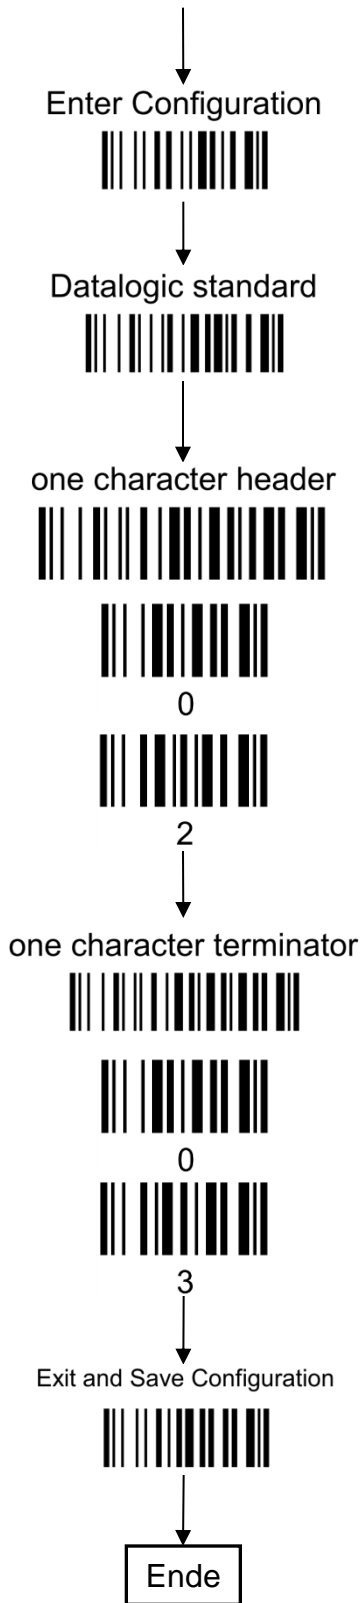 Enter Configuration
Datalogic standard
one character header
0
2
one character terminator
0
3
Exit and Save Configuration
Ende